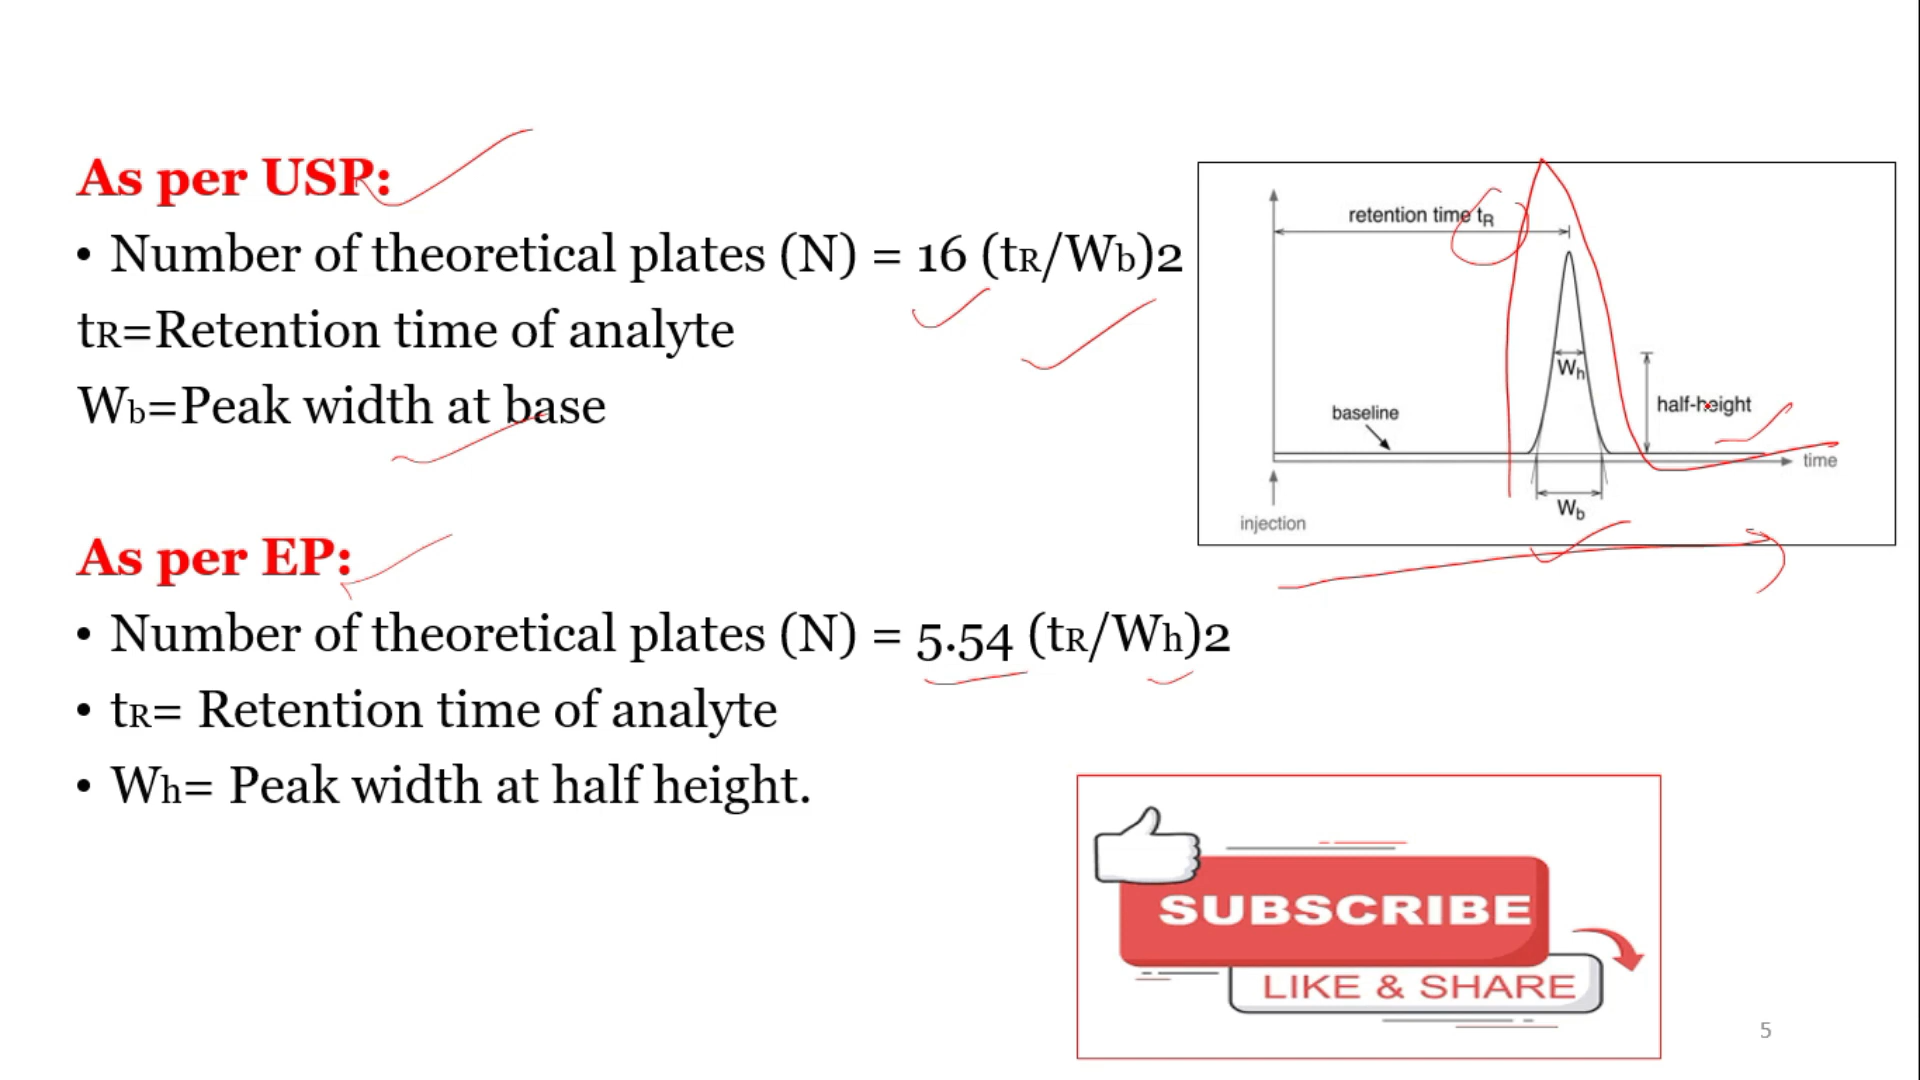 As per USP:
• Number of theoretical plates (N) = 16 (tR/Wb)2
tR=Retention time of analyte
Wb=Peak width at base
As per EP:
• Number of theoretical plates (N) = 5.54 (tR/Wh)2
• tR= Retention time of analyte
• Wh= Peak width at half height.
retention time tR
Wh
half-height
baseline
time
Wb
injection
SUBSCRIBE
LIKE & SHARE
5